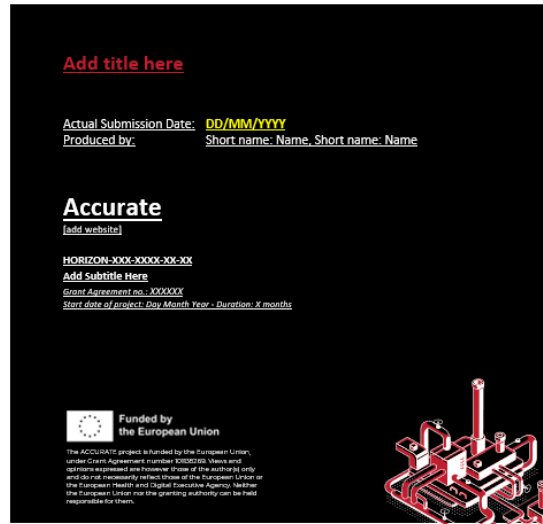 Add title here
Actual Submission Date: DD/MM/YYYY
Produced by: Short name: Name, Short name: Name
Accurate
[add website]
HORIZON-XXX-XXXX-XX-XX
Add Subtitle Here
Grant Agreement no.: XXXXXX
Start date of project: Day Month Year - Duration: X months
Funded by
the European Union
The ACCURATE project is funded by the European Union,
under Grant Agreement number 101138269. Views and
opinions expressed are however those of the author(s) only
and do not necessarily reflect those of the European Union or
the European Health and Digital Executive Agency. Neither
the European Union nor the granting authority can be held
responsible for them.